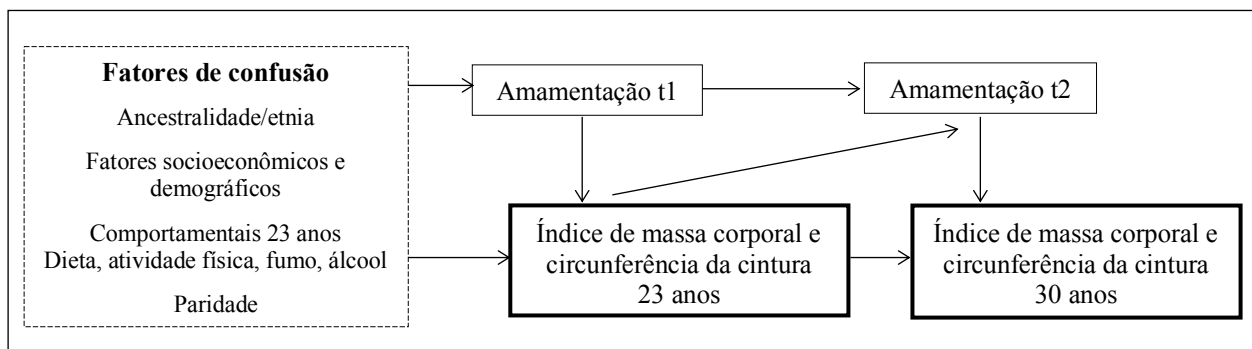 Fatores de confusão
Ancestralidade/etnia
Fatores socioeconômicos e
demográficos
Comportamentais 23 anos
Dieta, atividade física, fumo, álcool
Paridade
Amamentação t1
Amamentação t2
Índice de massa corporal e
circunferência da cintura
23 anos
Índice de massa corporal e
circunferência da cintura
30 anos